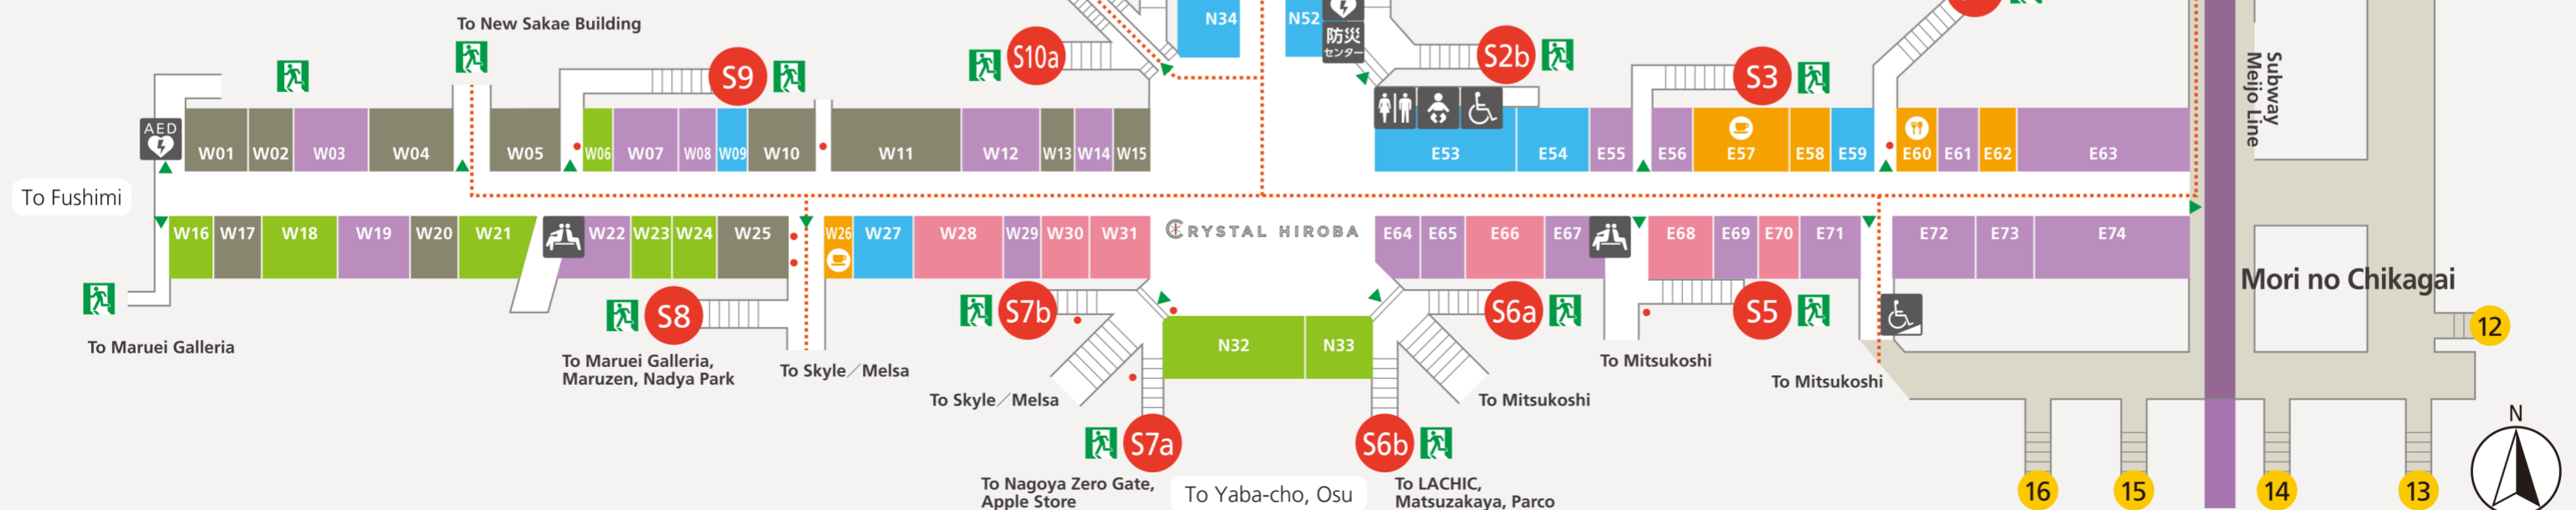 To New Sakae Building
N34
N52
防災
センター
S10a
S2b
S9
S3
AED
W01
W02
W03
W04
W05
W06
W07
W08
W09
W10
W11
W12
W13
W14
W15
E53
E54
E55
E56
E57
E58
E59
E60
E61
E62
E63
Subway
Meijo Line
To Fushimi
W16
W17
W18
W19
W20
W21
W22
W23
W24
W25
W26
W27
W28
W29
W30
W31
CRYSTAL HIROBA
E64
E65
E66
E67
E68
E69
E70
E71
E72
E73
E74
Mori no Chikagai
S8
S7b
S6a
S5
12
N32
N33
To Maruei Galleria
To Maruei Galleria,
Maruzen, Nadya Park
To Skyle／Melsa
To Skyle／Melsa
To Mitsukoshi
To Mitsukoshi
To Mitsukoshi
S7a
S6b
N
To Nagoya Zero Gate,
Apple Store
To Yaba-cho, Osu
To LACHIC,
Matsuzakaya, Parco
16
15
14
13